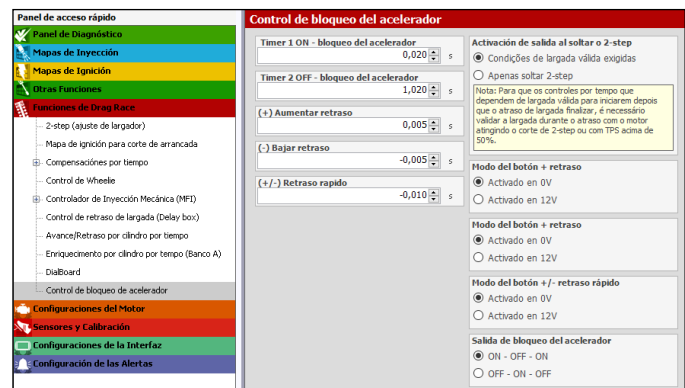 Panel de acceso rápido
Panel de Diagnóstico
Mapas de Inyección
Mapas de Ignición
Otras Funciones
Funciones de Drag Race
2-step (ajuste de largador)
Mapa de ignición para corte de arrancada
Compensaciónes por tiempo
Control de Wheelie
Controlador de Inyección Mecánica (MFI)
Control de retraso de largada (Delay box)
Avance/Retraso por cilindro por tiempo
Enriquecimento por cilindro por tempo (Banco A)
DialBoard
Control de bloqueo de acelerador
Configuraciones del Motor
Sensores y Calibración
Configuraciones de la Interfaz
Configuración de las Alertas
Control de bloqueo del acelerador
Timer 1 ON - bloqueo del acelerador
0,020 s
Timer 2 OFF - bloqueo del acelerador
1,020 s
(+) Aumentar retraso
0,005 s
(-) Bajar retraso
-0,005 s
(+/-) Retraso rapido
-0,010 s
Activación de salida al soltar o 2-step
Condições de largada válida exigidas
Apenas soltar 2-step
Nota: Para que os controles por tempo que
dependem de largada válida para iniciarem depois
que o atraso de largada finalizar, é necessário
validar a largada durante o atraso com o motor
atingindo o corte de 2-step ou com TPS acima de
50%.
Modo del botón + retraso
Activado en 0V
Activado en 12V
Modo del botón + retraso
Activado en 0V
Activado en 12V
Modo del botón +/- retraso rápido
Activado en 0V
Activado en 12V
Salida de bloqueo del acelerador
ON - OFF - ON
OFF - ON - OFF